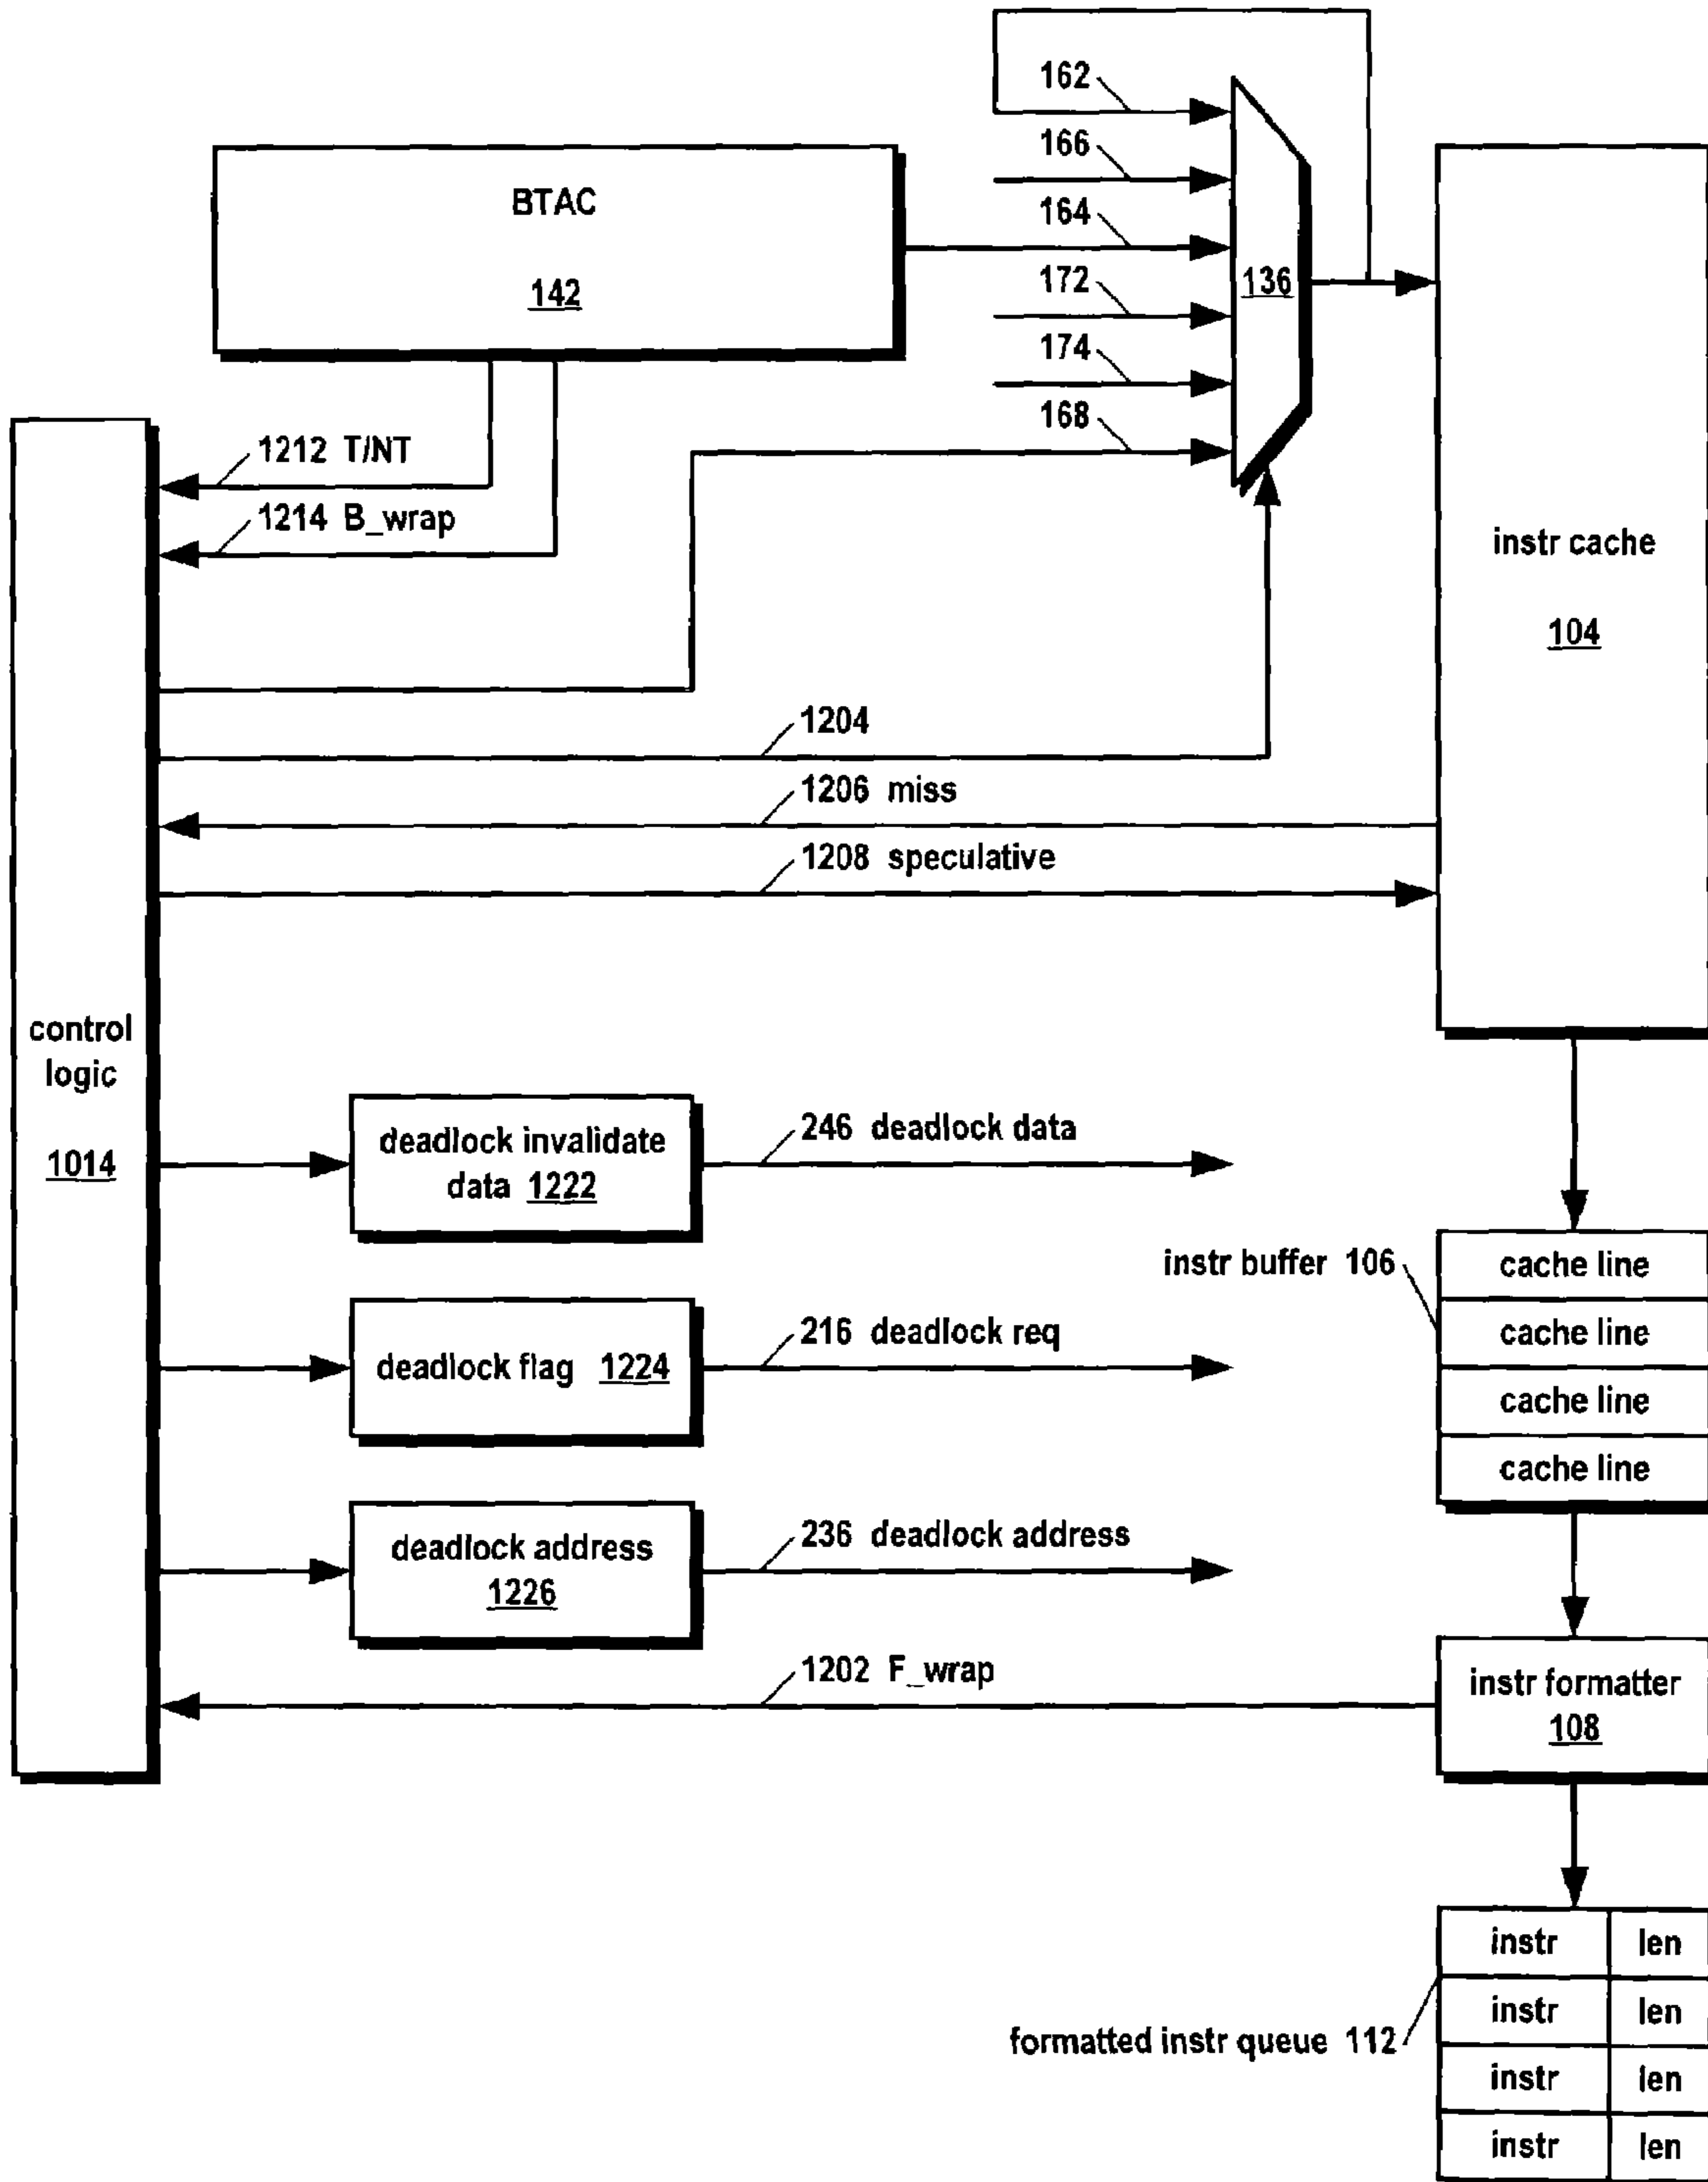 162
166
BTAC
164
142
172
136
174
168
1212 T/NT
1214 B_wrap
instr cache
104
1204
1206 miss
1208 speculative
control
logic
1014
deadlock invalidate
data 1222
246 deadlock data
instr buffer 106
cache line
cache line
cache line
cache line
deadlock flag 1224
216 deadlock req
deadlock address
1226
236 deadlock address
1202 F_wrap
instr formatter
108
formatted instr queue 112
instr len
instr len
instr len
instr len